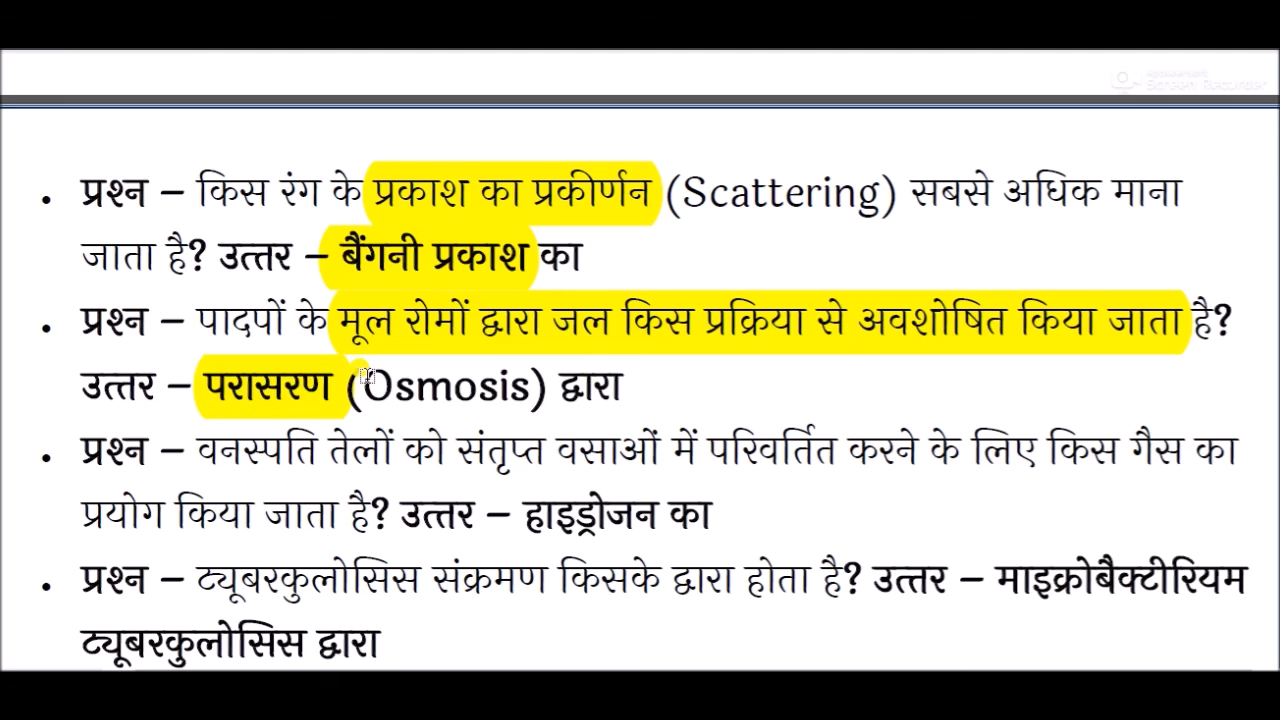 • प्रश्न – किस रंग के प्रकाश का प्रकीर्णन (Scattering) सबसे अधिक माना
जाता है? उत्तर – बैंगनी प्रकाश का
• प्रश्न – पादपों के मूल रोमों द्वारा जल किस प्रक्रिया से अवशोषित किया जाता है?
उत्तर – परासरण (Osmosis) द्वारा
• प्रश्न – वनस्पति तेलों को संतृप्त वसाओं में परिवर्तित करने के लिए किस गैस का
प्रयोग किया जाता है? उत्तर – हाइड्रोजन का
• प्रश्न – ट्यूबरकुलोसिस संक्रमण किसके द्वारा होता है? उत्तर – माइक्रोबैक्टीरियम
ट्यूबरकुलोसिस द्वारा